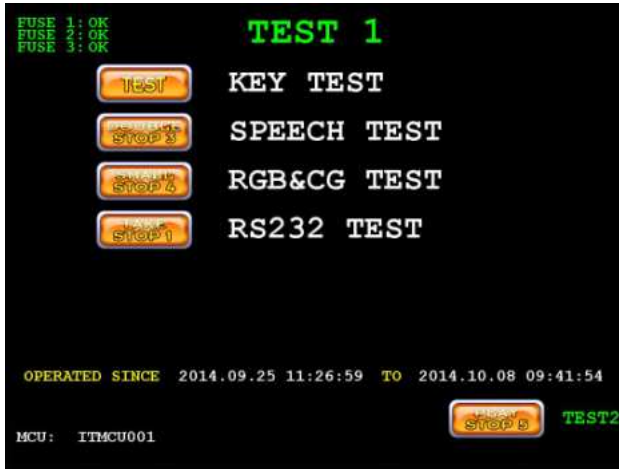 FUSE 1:OK
FUSE 2:OK
FUSE 3:OK
TEST 1
TEST KEY TEST
STOP 3 SPEECH TEST
STOP 4 RGB&CG TEST
TAKE
STOP 1 RS232 TEST
OPERATED SINCE 2014.09.25 11:26:59 TO 2014.10.08 09:41:54
STOP 5 TEST2
MCU: ITMCU001